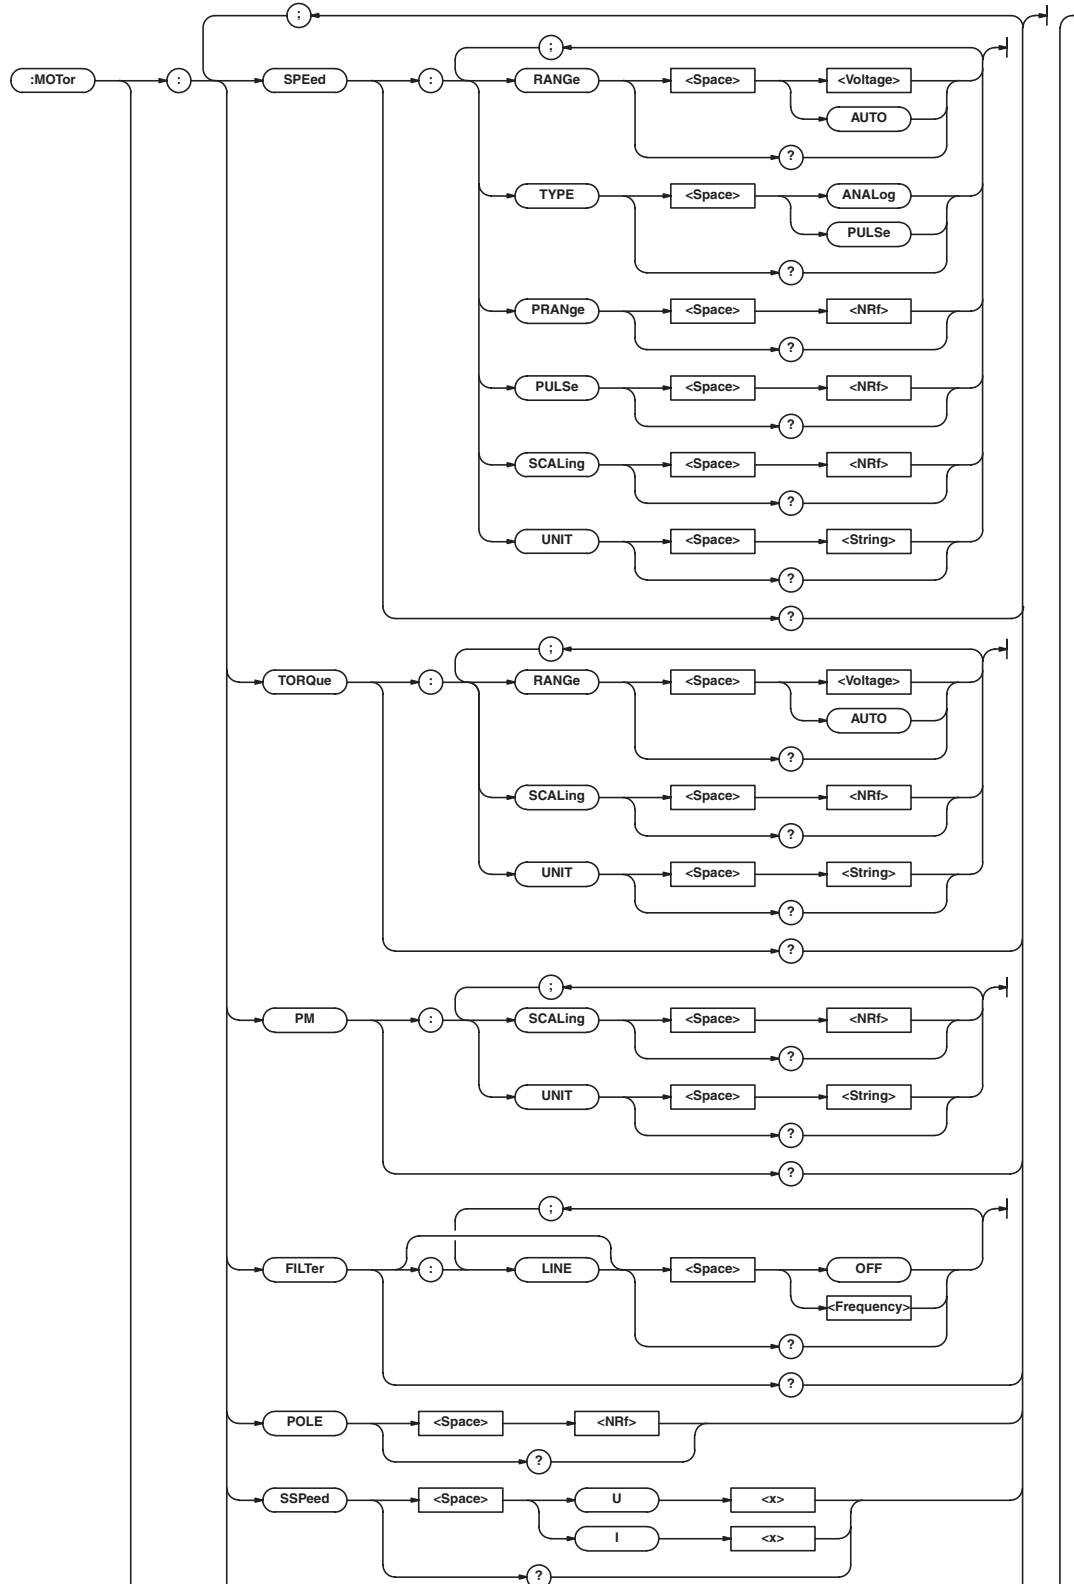 ;
;
:MOTor : SPEed : RANGe <Space> <Voltage>
AUTO
?
TYPE <Space> ANALog
PULSe
?
PRANge <Space> <NRf>
?
PULSe <Space> <NRf>
?
SCALing <Space> <NRf>
?
UNIT <Space> <String>
?
?
;
TORQue : RANGe <Space> <Voltage>
AUTO
?
SCALing <Space> <NRf>
?
UNIT <Space> <String>
?
?
;
PM : SCALing <Space> <NRf>
?
UNIT <Space> <String>
?
?
;
FILTer : LINE <Space> OFF
<Frequency>
?
?
POLE <Space> <NRf>
?
SSPeed <Space> U <x>
I <x>
?